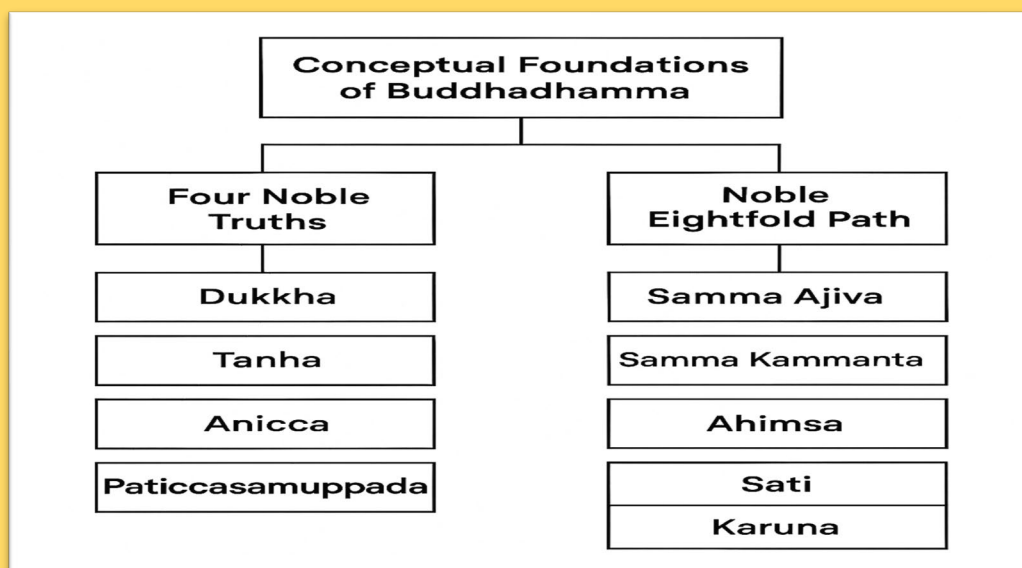 Conceptual Foundations
of Buddhadhamma
Four Noble
Truths
Dukkha
Tanha
Anicca
Paticcasamuppada
Noble
Eightfold Path
Samma Ajiva
Samma Kammanta
Ahimsa
Sati
Karuna